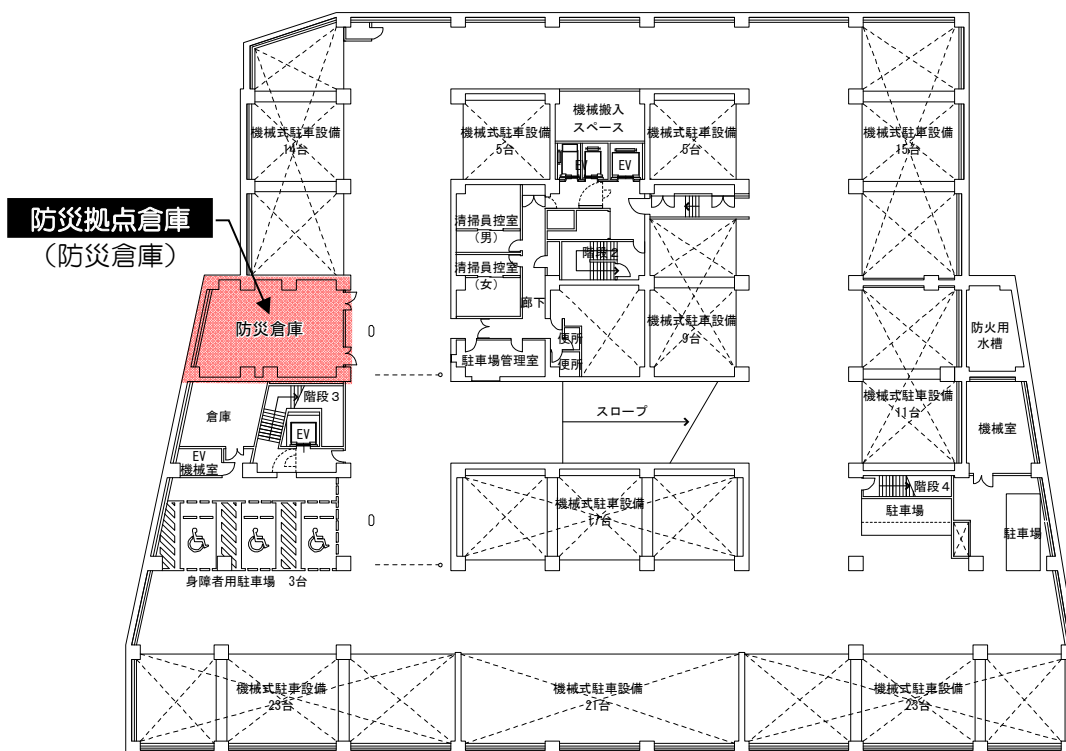 機械搬入
スペース
機械式駐車設備
14台
機械式駐車設備
5台
機械式駐車設備
5台
機械式駐車設備
15台
EV
EV
防災拠点倉庫
(防災倉庫)
清掃員控室
(男)
階段2
清掃員控室
(女)
廊下
防災倉庫
機械式駐車設備
9台
防火用
水槽
便所
便所
駐車場管理室
階段3
倉庫
EV
スロープ
機械式駐車設備
11台
機械室
EV
機械室
階段4
機械式駐車設備
17台
駐車場
駐車場
身障者用駐車場 3台
機械式駐車設備
23台
機械式駐車設備
21台
機械式駐車設備
23台